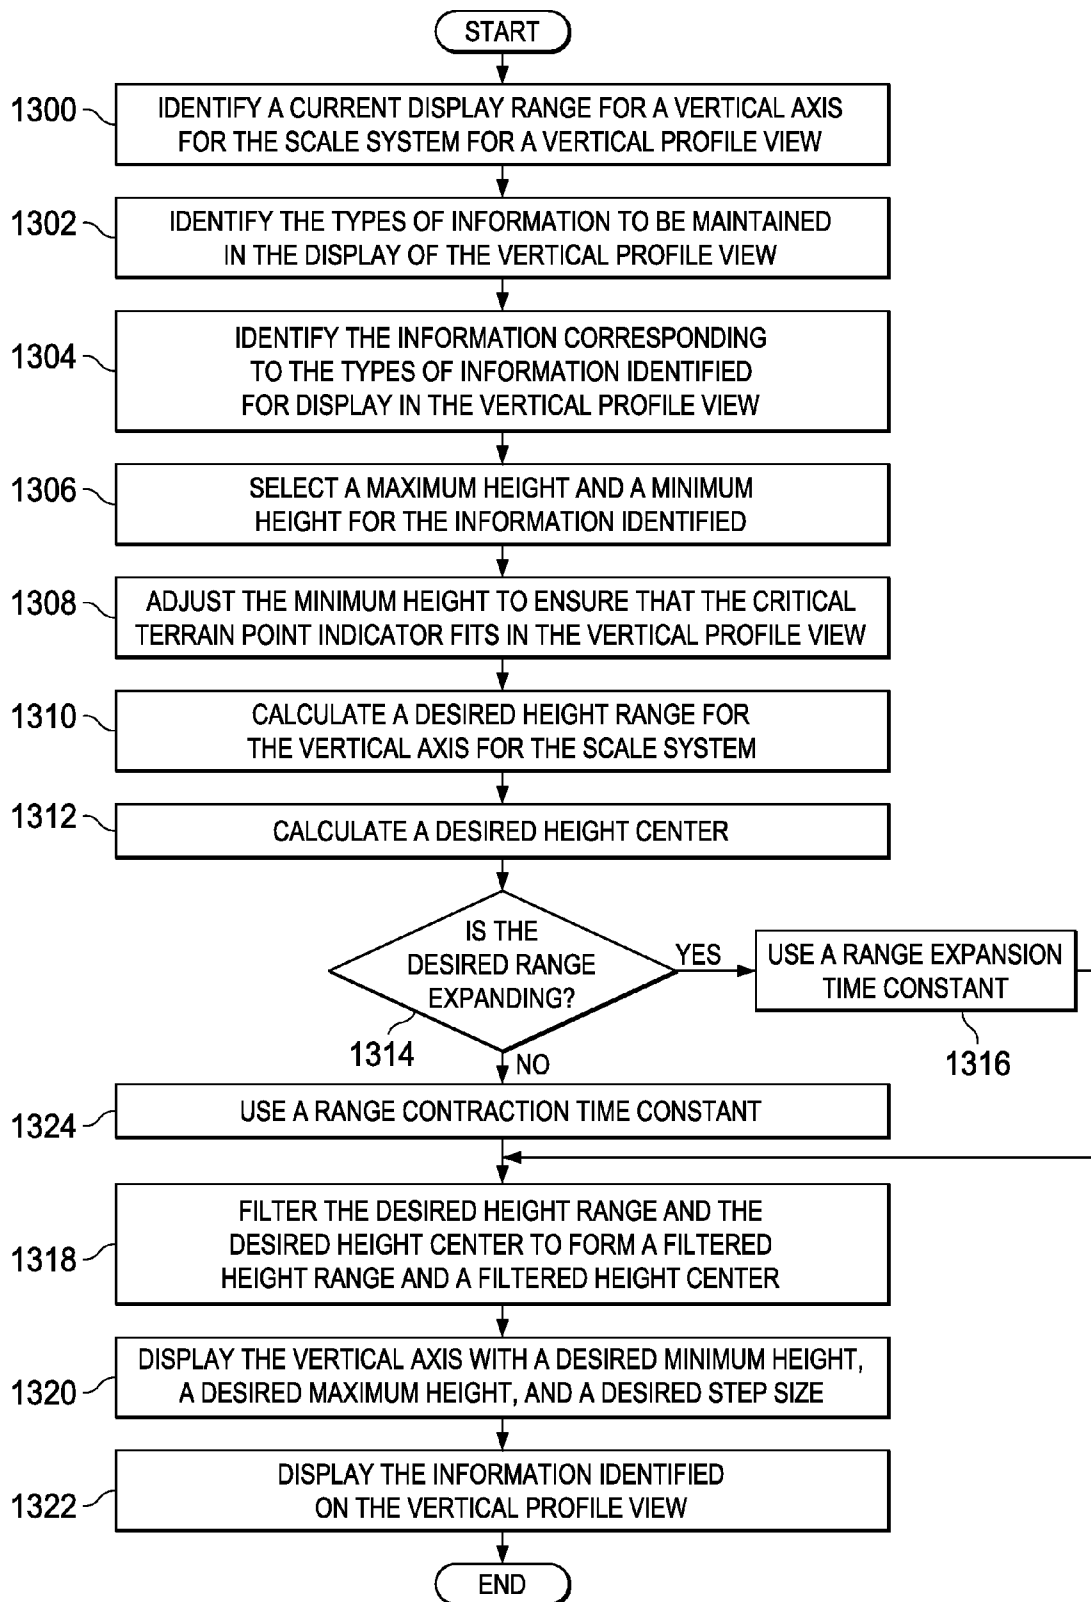 START
1300
IDENTIFY A CURRENT DISPLAY RANGE FOR A VERTICAL AXIS
FOR THE SCALE SYSTEM FOR A VERTICAL PROFILE VIEW
1302
IDENTIFY THE TYPES OF INFORMATION TO BE MAINTAINED
IN THE DISPLAY OF THE VERTICAL PROFILE VIEW
1304
IDENTIFY THE INFORMATION CORRESPONDING
TO THE TYPES OF INFORMATION IDENTIFIED
FOR DISPLAY IN THE VERTICAL PROFILE VIEW
1306
SELECT A MAXIMUM HEIGHT AND A MINIMUM
HEIGHT FOR THE INFORMATION IDENTIFIED
1308
ADJUST THE MINIMUM HEIGHT TO ENSURE THAT THE CRITICAL
TERRAIN POINT INDICATOR FITS IN THE VERTICAL PROFILE VIEW
1310
CALCULATE A DESIRED HEIGHT RANGE FOR
THE VERTICAL AXIS FOR THE SCALE SYSTEM
1312
CALCULATE A DESIRED HEIGHT CENTER
IS THE
DESIRED RANGE
EXPANDING?
1314
YES
USE A RANGE EXPANSION
TIME CONSTANT
1316
NO
1324
USE A RANGE CONTRACTION TIME CONSTANT
1318
FILTER THE DESIRED HEIGHT RANGE AND THE
DESIRED HEIGHT CENTER TO FORM A FILTERED
HEIGHT RANGE AND A FILTERED HEIGHT CENTER
1320
DISPLAY THE VERTICAL AXIS WITH A DESIRED MINIMUM HEIGHT,
A DESIRED MAXIMUM HEIGHT, AND A DESIRED STEP SIZE
1322
DISPLAY THE INFORMATION IDENTIFIED
ON THE VERTICAL PROFILE VIEW
END